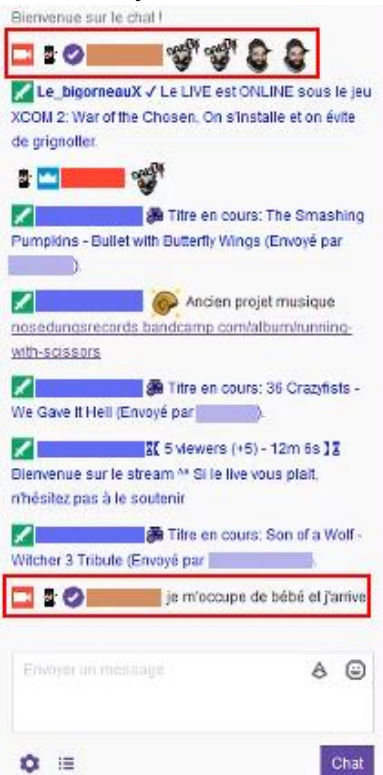 Bienvenue sur le chat !
Le_bigorneauX ✓ Le LIVE est ONLINE sous le jeu
XCOM 2: War of the Chosen, On s'installe et on évite
de grignotter.
Titre en cours: The Smashing
Pumpkins - Bullet with Butterfly Wings (Envoyé par
).
Ancien projet musique
nosedungsrecords.bandcamp.com/album/running-
with-scissors
Titre en cours: 36 Crazyfists -
We Gave It Hell (Envoyé par ).
5 viewers (+5) - 12m 6s
Bienvenue sur le stream ^^ Si le live vous plait,
n'hésitez pas à le soutenir
Titre en cours: Son of a Wolf -
Witcher 3 Tribute (Envoyé par ).
je m'occupe de bébé et j'arrive
Envoyer un message
Chat